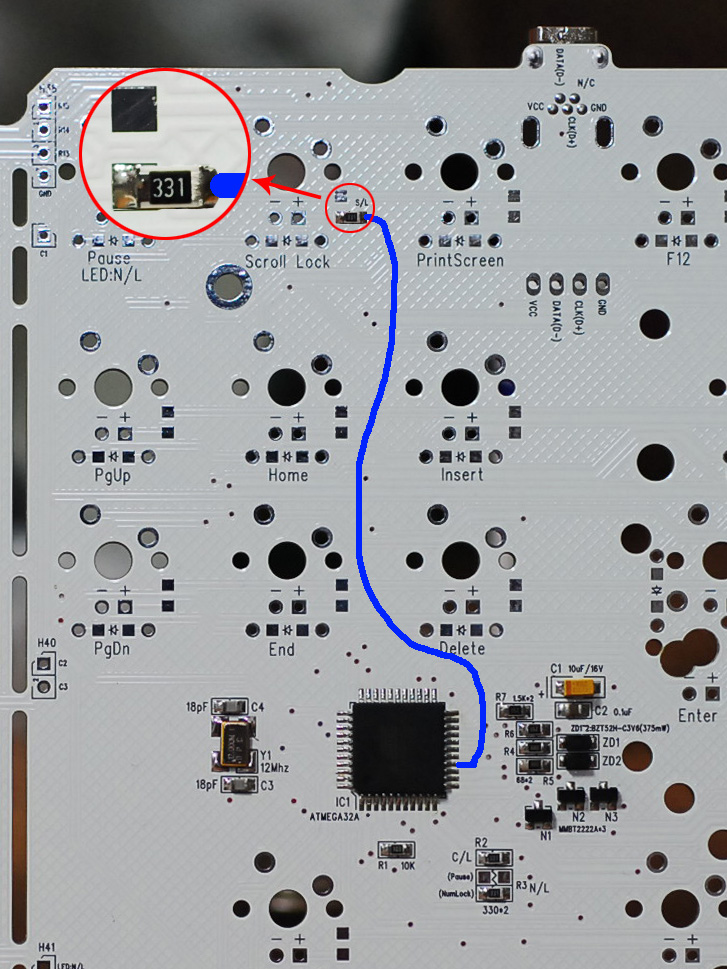 DATA(D-)
N/C
VCC
GND
CLK(D+)
R14
R13
GND
331
S/L
C1
- +
- +
- +
Pause
LED:N/L
Scroll Lock
PrintScreen
F12
VCC
DATA(D-)
CLK(D+)
GND
- +
- +
- +
PgUp
Home
Insert
- +
- +
- +
PgDn
End
Delete
H40
C2
C3
C1 10uF/16V
+
- +
Enter
18pF
C4
R7 1.5K*2
C2 0.1uF
R6
ZD1~2:BZT52H-C3V6(375mW)
R4
ZD1
Y1
12Mhz
ZD2
68*2
R5
18pF
C3
IC1
ATMEGA32A
N1
N2
N3
MMBT2222A*3
R1
10K
R2
C/L
(Pause)
R3
N/L
(NumLock)
330*2
- +
- +
H41
LED:N/L